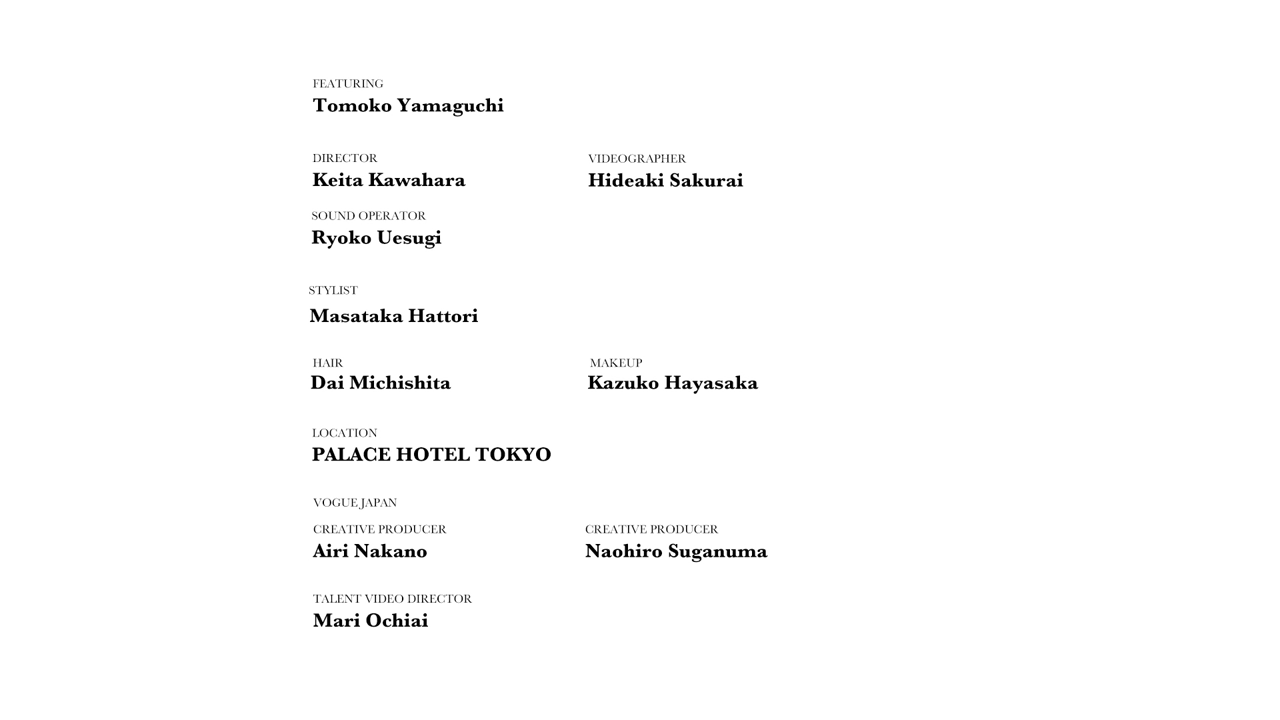 FEATURING
Tomoko Yamaguchi
DIRECTOR
Keita Kawahara
VIDEOGRAPHER
Hideaki Sakurai
SOUND OPERATOR
Ryoko Uesugi
STYLIST
Masataka Hattori
HAIR
Dai Michishita
MAKEUP
Kazuko Hayasaka
LOCATION
PALACE HOTEL TOKYO
VOGUE JAPAN
CREATIVE PRODUCER
Airi Nakano
CREATIVE PRODUCER
Naohiro Suganuma
TALENT VIDEO DIRECTOR
Mari Ochiai